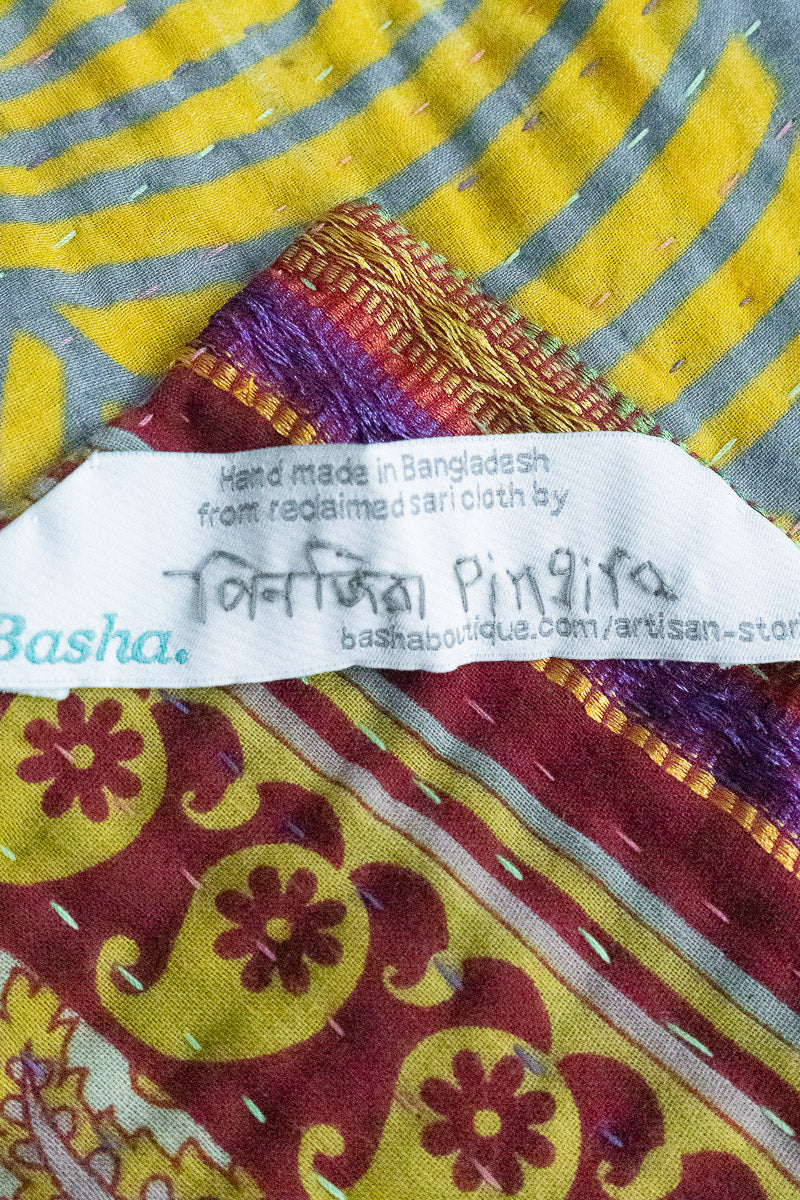 Hand made in Bangladesh
from reclaimed sari cloth by
পিনজিরা Pingira
Basha.
bashaboutique.com/artisan-stor